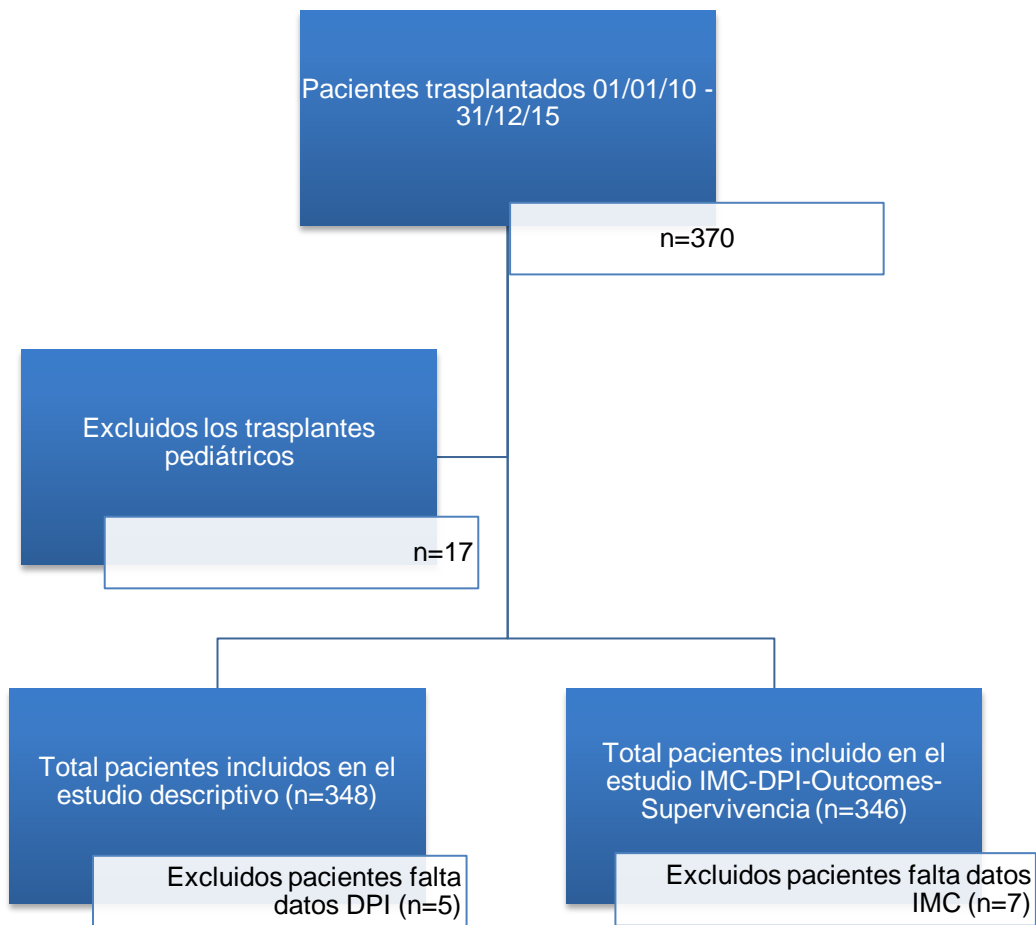 Pacientes trasplantados 01/01/10 -
31/12/15
n=370
Excluidos los trasplantes
pediátricos
n=17
Total pacientes incluidos en el
estudio descriptivo (n=348)
Excluidos pacientes falta
datos DPI (n=5)
Total pacientes incluido en el
estudio IMC-DPI-Outcomes-
Supervivencia (n=346)
Excluidos pacientes falta datos
IMC (n=7)